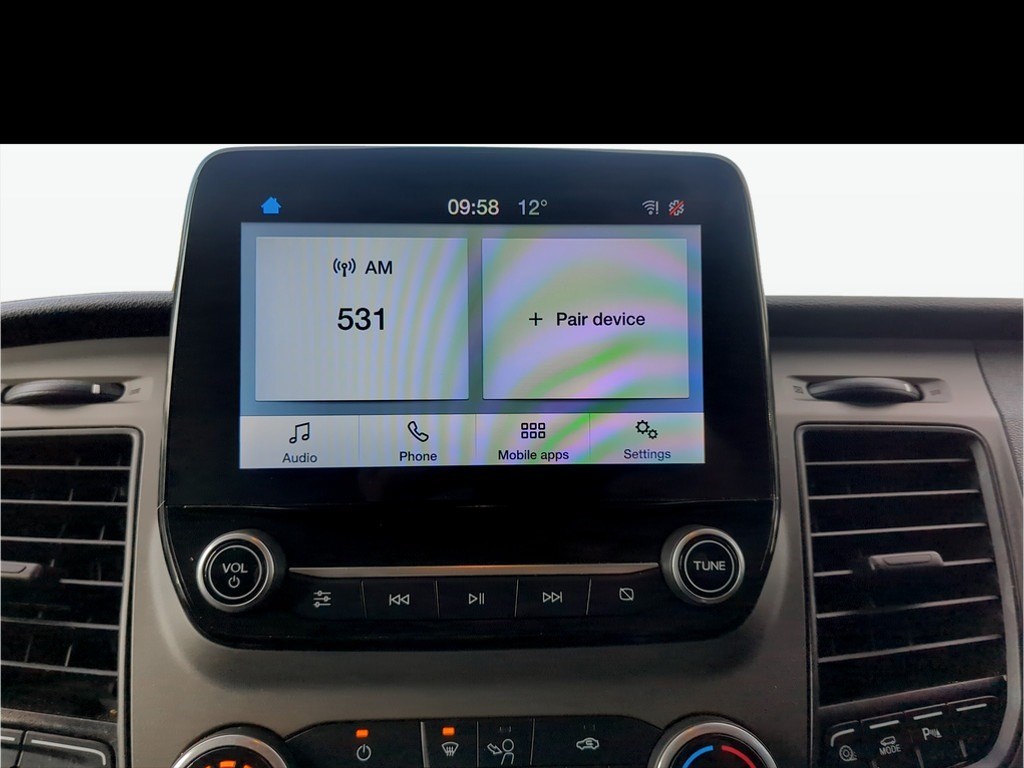 09:58 12°
AM
531
+ Pair device
Audio
Phone
Mobile apps
Settings
VOL
TUNE
MODE
P